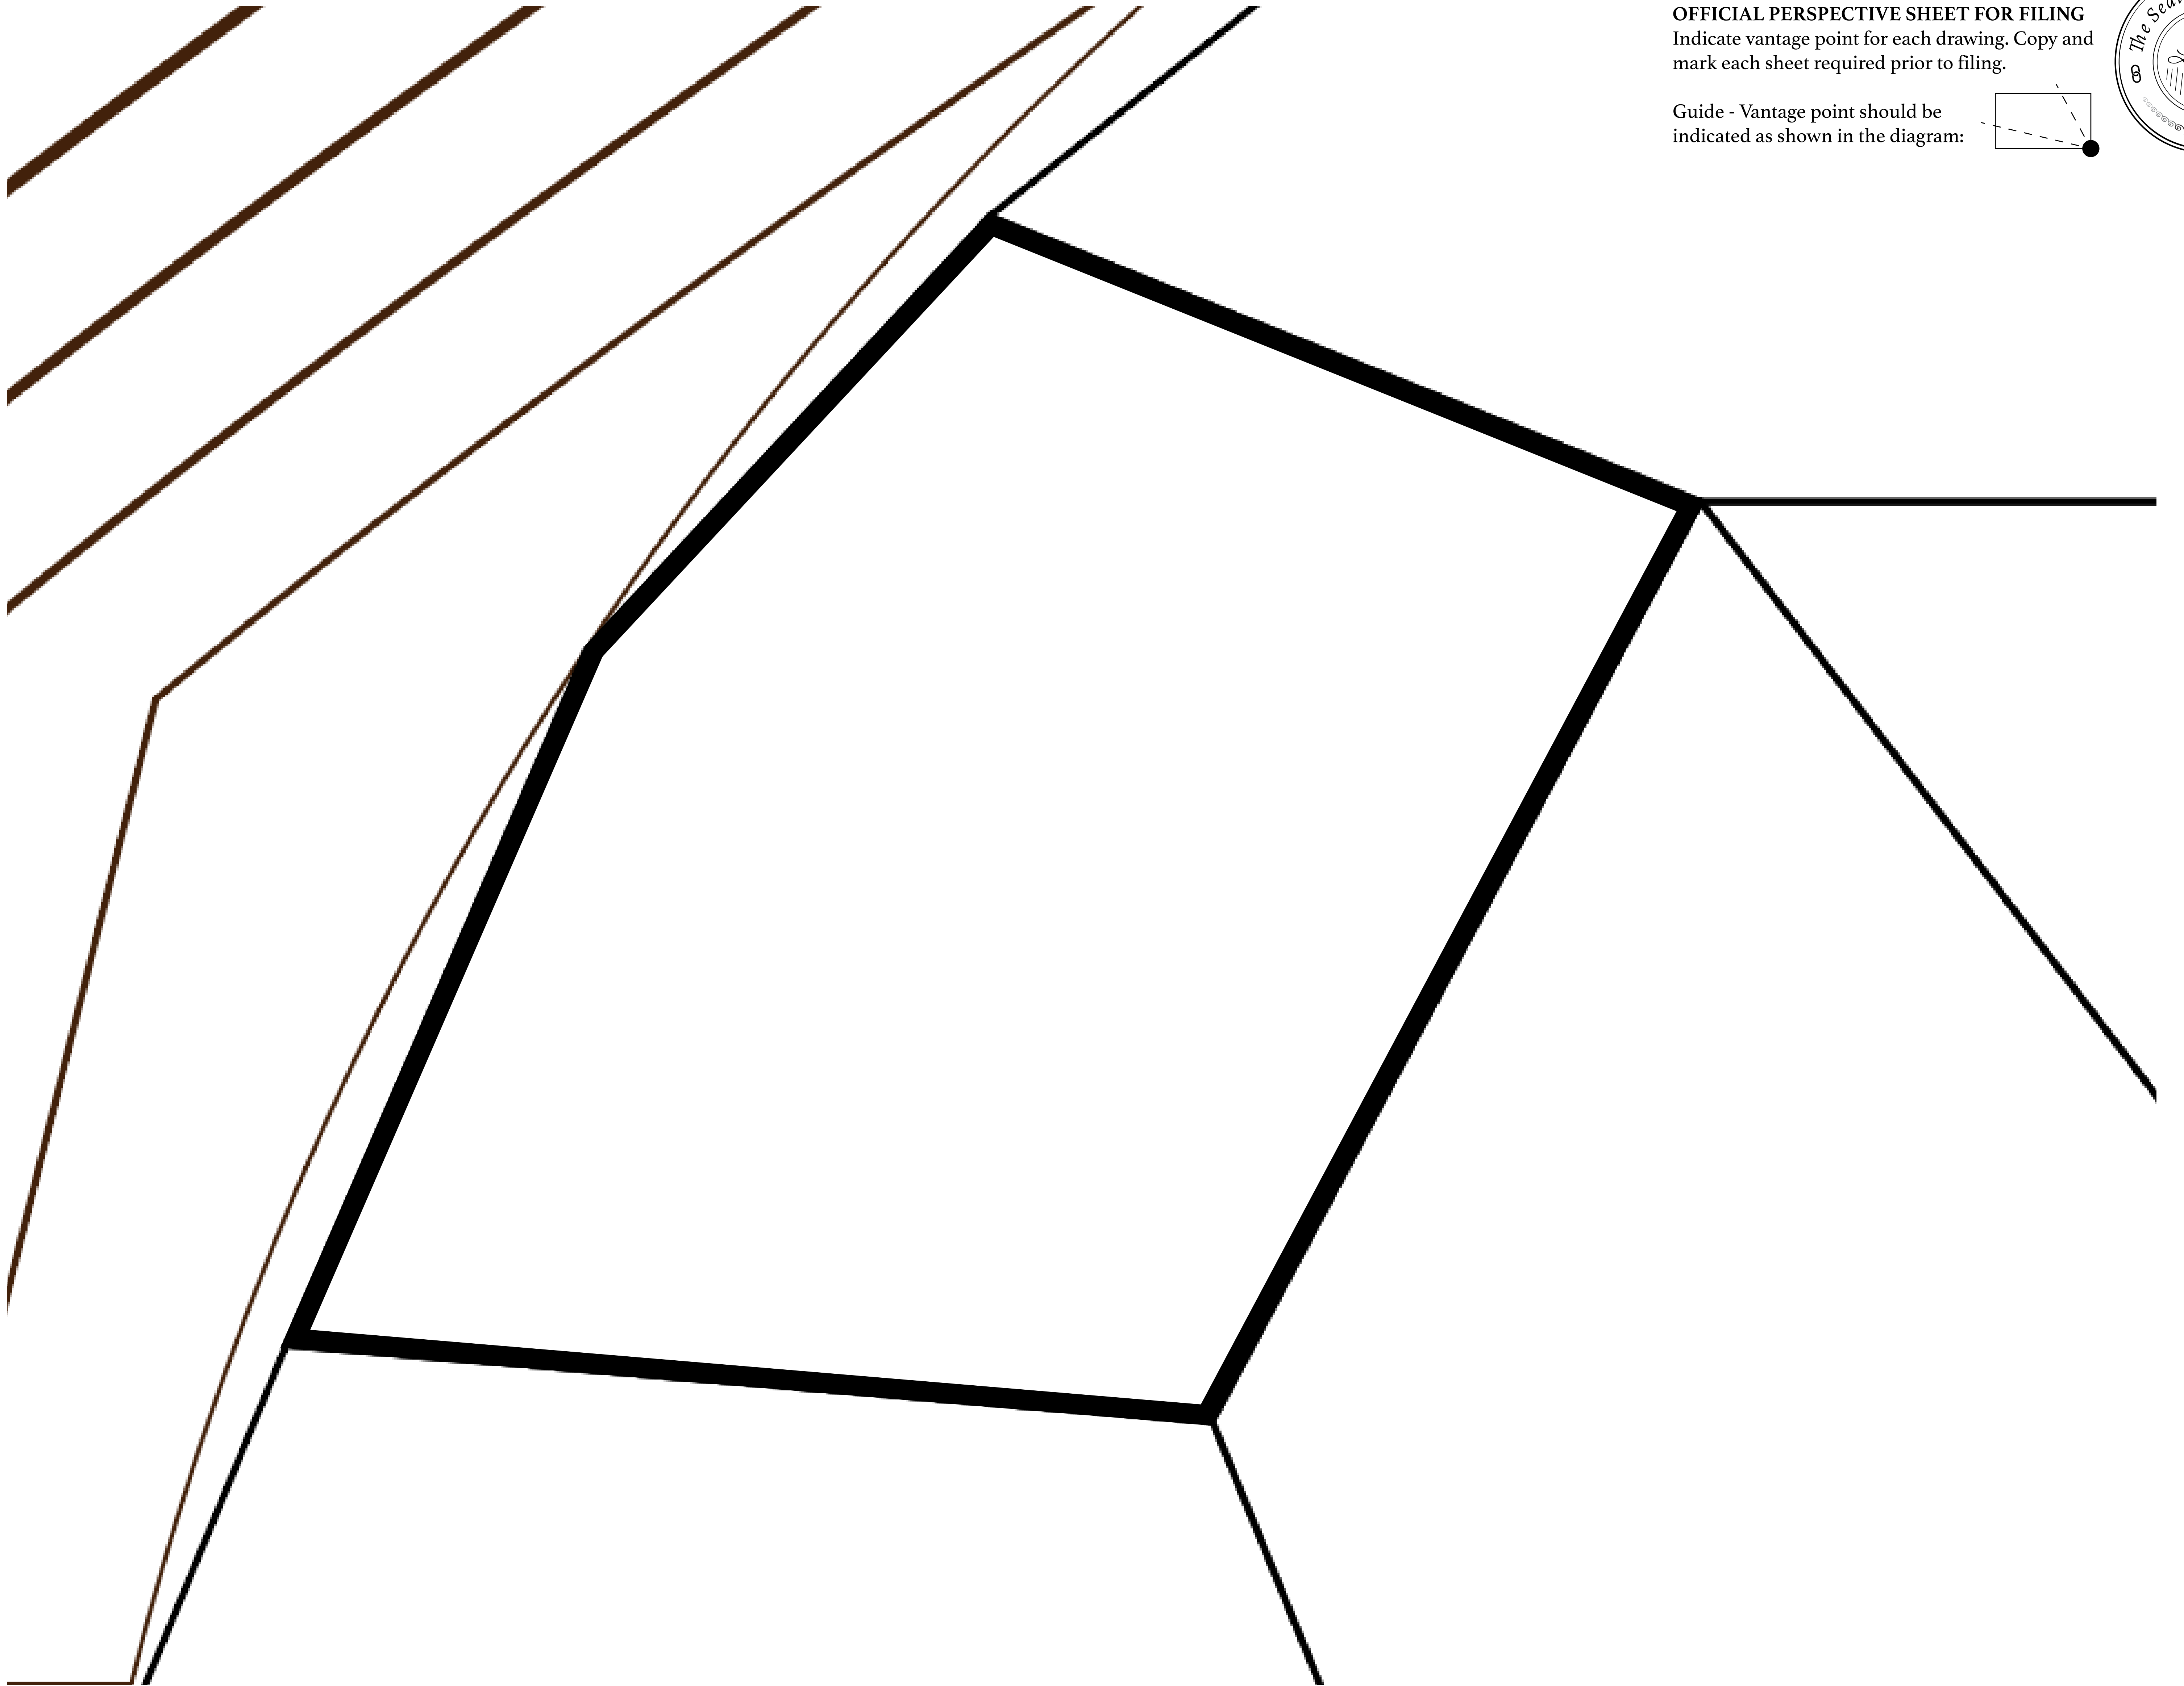 OFFICIAL PERSPECTIVE SHEET FOR FILING
Indicate vantage point for each drawing. Copy and
mark each sheet required prior to filing.
Guide - Vantage point should be
indicated as shown in the diagram:
The